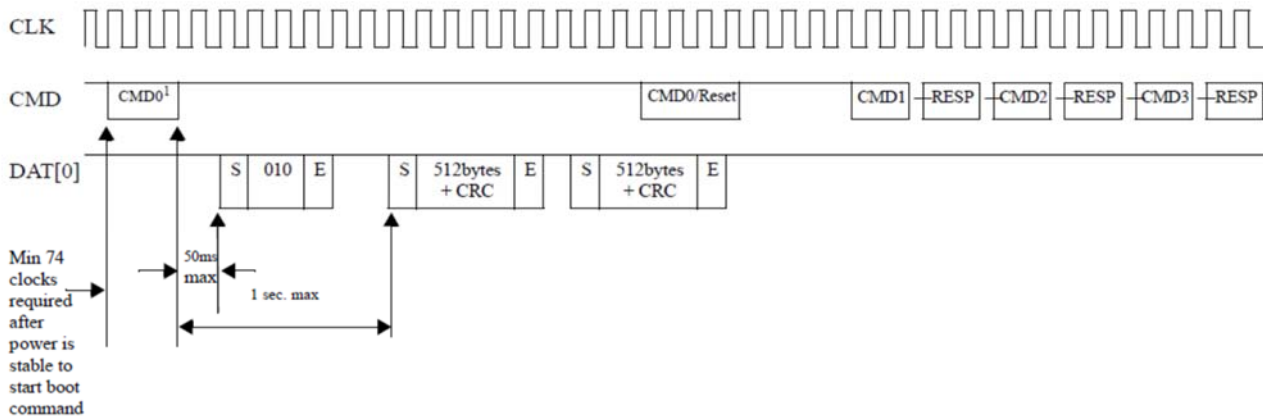 CLK
CMD
CMD0¹
CMD0/Reset
CMD1
RESP
CMD2
RESP
CMD3
RESP
DAT[0]
S
010
E
S
512bytes
+ CRC
E
S
512bytes
+ CRC
E
50ms
max
1 sec. max
Min 74
clocks
required
after
power is
stable to
start boot
command